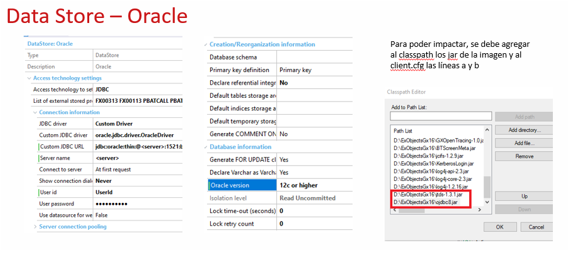 Data Store – Oracle
DataStore: Oracle
Type DataStore
Description Oracle
Access technology settings
Access technology to sel JDBC
List of external stored pro FX00313 FX00113 PBATCALL PBAT
Connection information
JDBC driver Custom Driver
Custom JDBC driver oracle.jdbc.driver.OracleDriver
Custom JDBC URL jdbc:oracle:thin:@<server>:1521:
Server name <server>
Connect to server At first request
Show connection dialo Never
User id UserId
User password ••••••••••
Use datasource for we False
Server connection pooling
Creation/Reorganization information
Database schema
Primary key definition Primary key
Declare referential integr No
Default tables storage are
Default indices storage a
Default temporary storag
Generate COMMENT ON No
Database information
Generate FOR UPDATE cl Yes
Declare Varchar as Varcha Yes
Oracle version 12c or higher
Isolation level Read Uncommitted
Lock time-out (seconds) 0
Lock retry count 0
Para poder impactar, se debe agregar
al classpath los jar de la imagen y al
client.cfg las líneas a y b
Classpath Editor
Add to Path List:
Add path
Path List
Add directory...
D:\ExObjectsGx16\GXOpenTracing-1.0.j
D:\ExObjectsGx16\BTScreenMeta.jar
Add file...
D:\ExObjectsGx16\jcifs-1.2.9.jar
D:\ExObjectsGx16\KerberosLogin.jar
Remove
D:\ExObjectsGx16\log4j-api-2.3.jar
D:\ExObjectsGx16\log4j-core-2.3.jar
D:\ExObjectsGx16\log4j-1.2.16.jar
D:\ExObjectsGx16\jtds-1.3.1.jar
Up
D:\ExObjectsGx16\ojdbc8.jar
Down
OK Cancel